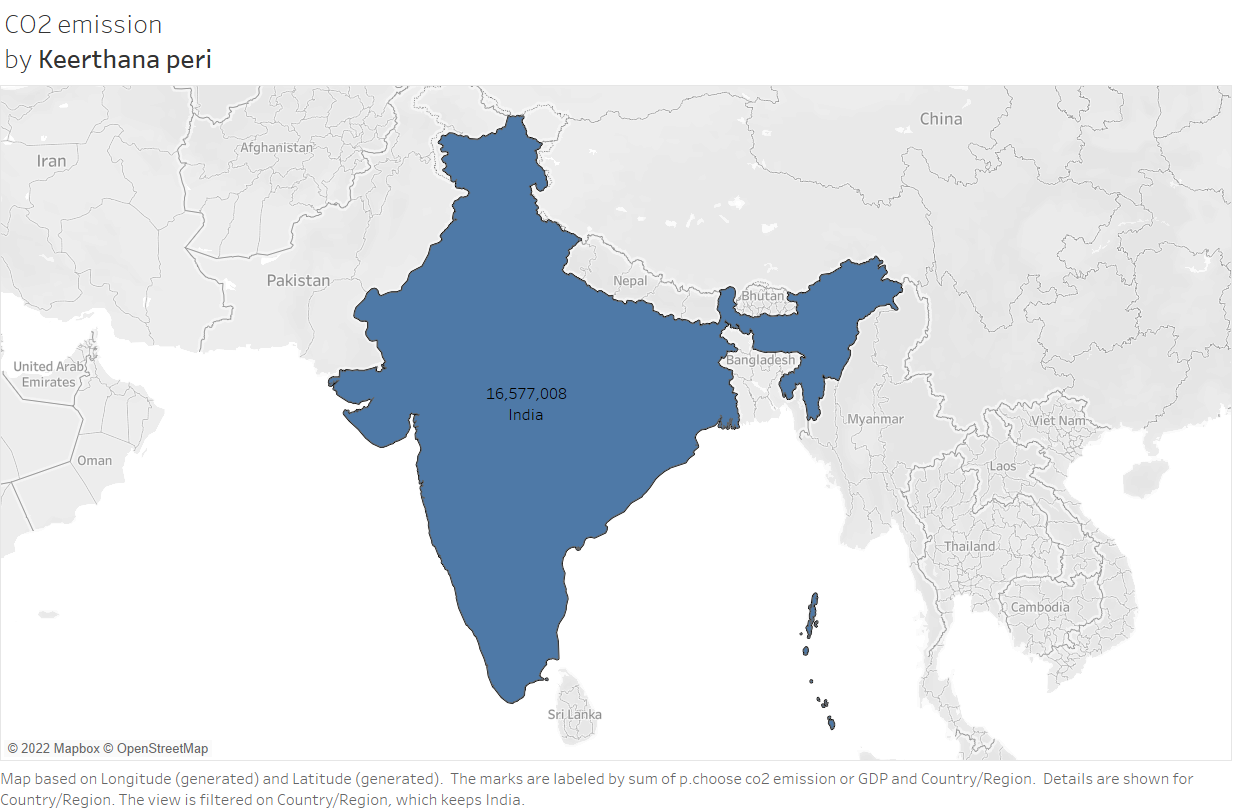 CO2 emission
by Keerthana peri
China
Afghanistan
Iran
Pakistan
Nepal
Bhutan
United Arab
Emirates
Bangladesh
16,577,008
India
Myanmar
Viet Nam
Oman
Laos
Thailand
Cambodia
Sri Lanka
© 2022 Mapbox © OpenStreetMap
Map based on Longitude (generated) and Latitude (generated).  The marks are labeled by sum of p.choose co2 emission or GDP and Country/Region.  Details are shown for
Country/Region. The view is filtered on Country/Region, which keeps India.